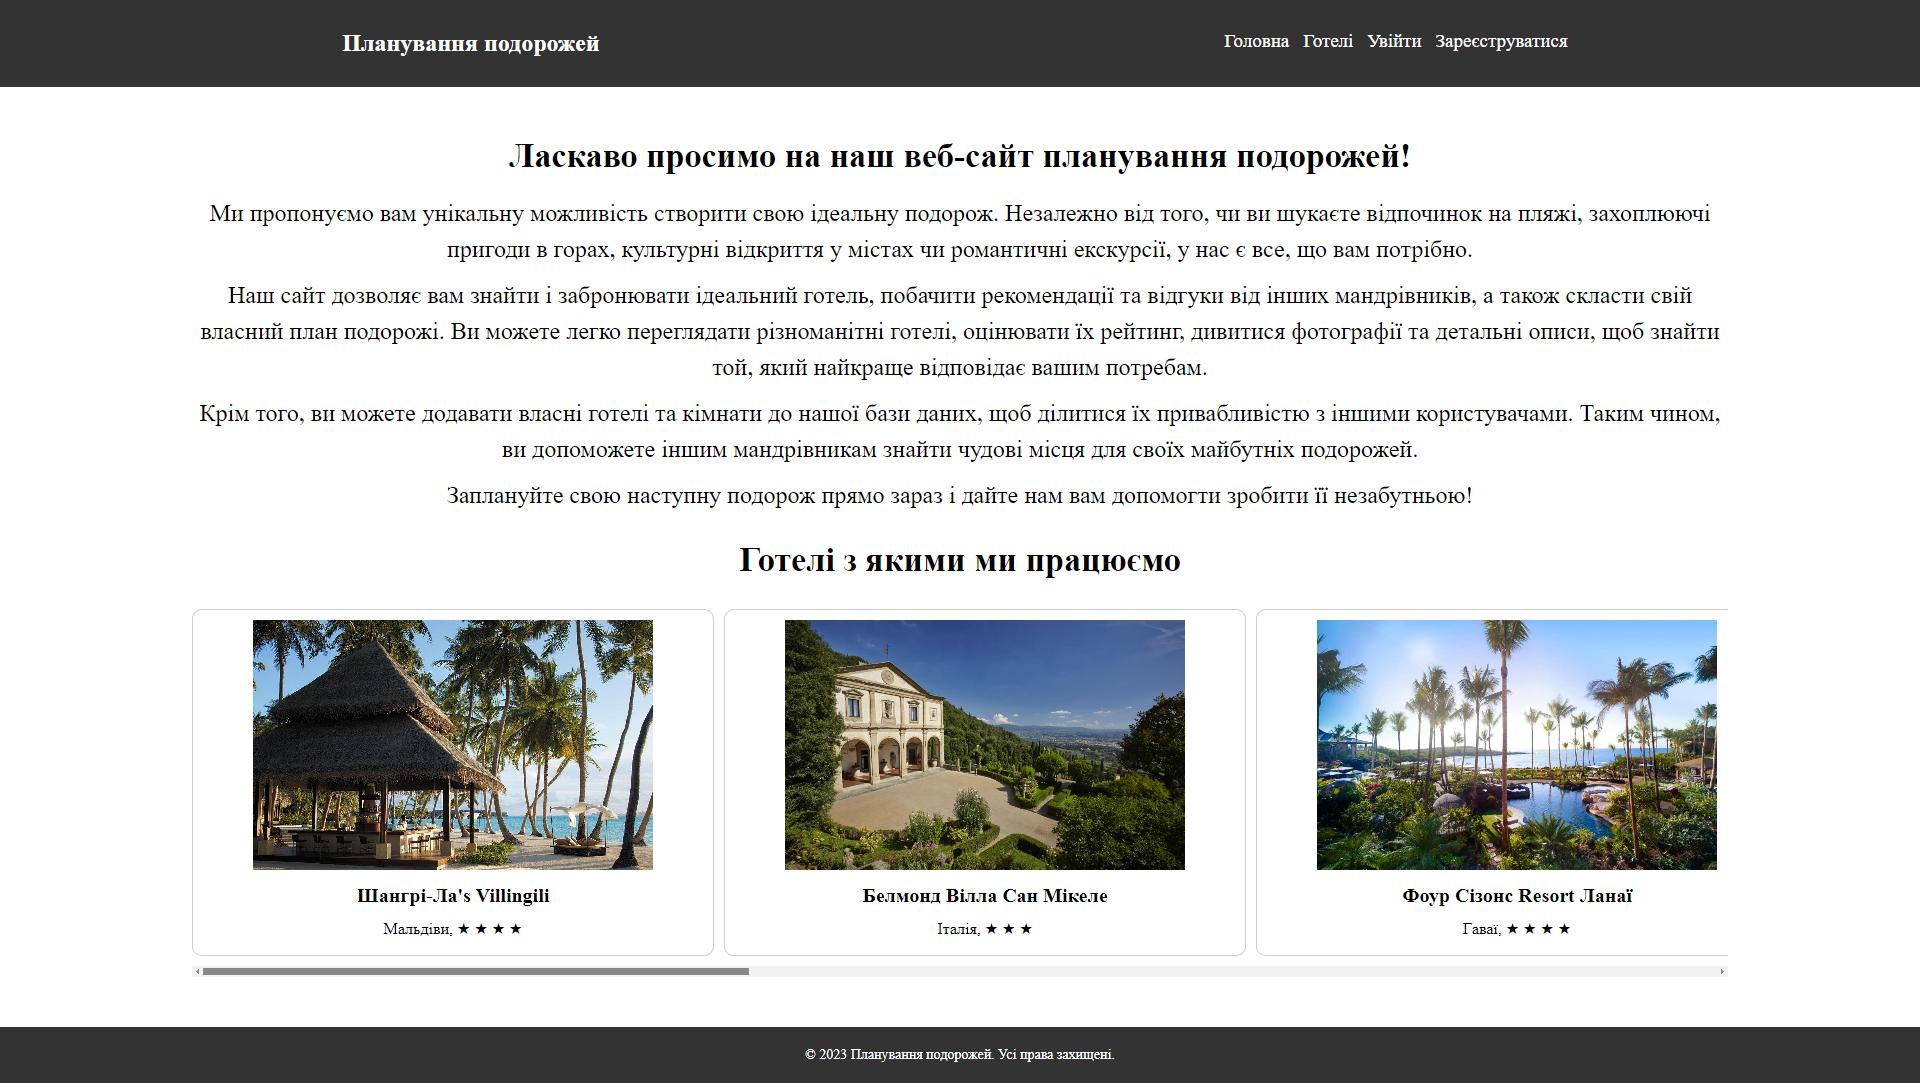 Планування подорожей
Головна Готелі Увійти Зареєструватися
Ласкаво просимо на наш веб-сайт планування подорожей!
Ми пропонуємо вам унікальну можливість створити свою ідеальну подорож. Незалежно від того, чи ви шукаєте відпочинок на пляжі, захоплюючі
пригоди в горах, культурні відкриття у містах чи романтичні екскурсії, у нас є все, що вам потрібно.
Наш сайт дозволяє вам знайти і забронювати ідеальний готель, побачити рекомендації та відгуки від інших мандрівників, а також скласти свій
власний план подорожі. Ви можете легко переглядати різноманітні готелі, оцінювати їх рейтинг, дивитися фотографії та детальні описи, щоб знайти
той, який найкраще відповідає вашим потребам.
Крім того, ви можете додавати власні готелі та кімнати до нашої бази даних, щоб ділитися їх привабливістю з іншими користувачами. Таким чином,
ви допоможете іншим мандрівникам знайти чудові місця для своїх майбутніх подорожей.
Заплануйте свою наступну подорож прямо зараз і дайте нам вам допомогти зробити її незабутньою!
Готелі з якими ми працюємо
Шангрі-Ла's Villingili
Мальдіви, ★ ★ ★ ★
Белмонд Вілла Сан Мікеле
Італія, ★ ★ ★
Фоур Сізонс Resort Ланаї
Гаваї, ★ ★ ★ ★
© 2023 Планування подорожей. Усі права захищені.